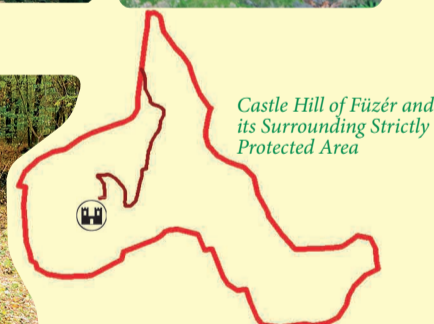 Castle Hill of Füzér and
its Surrounding Strictly
Protected Area